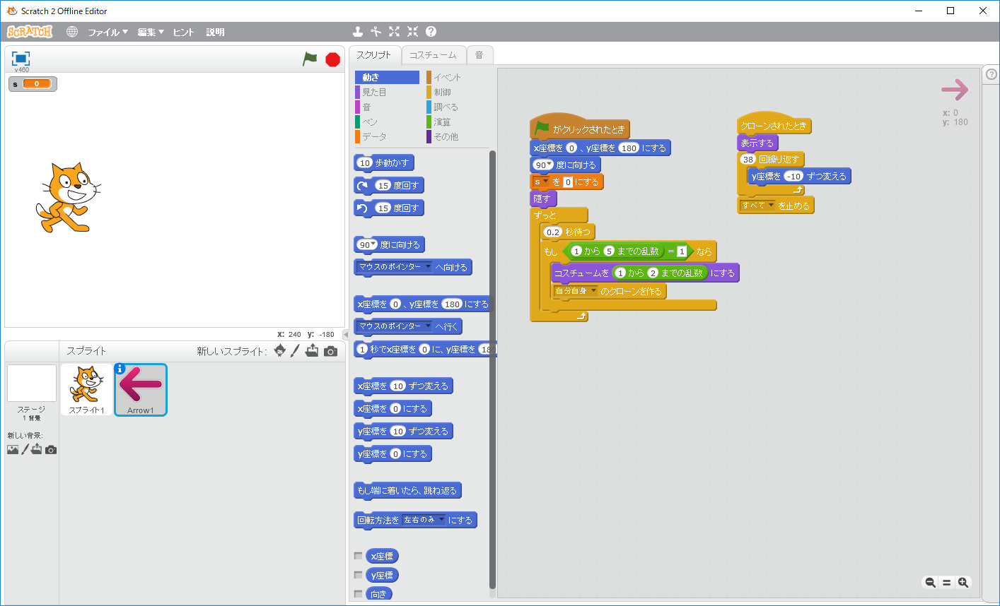 Scratch 2 Offline Editor
SCRATCH
ファイル 編集 ヒント 説明
v460
s 0
x: 240 y: -180
スプライト 新しいスプライト:
ステージ
1 背景
新しい背景:
スプライト1
Arrow1
スクリプト コスチューム 音
動き イベント
見た目 制御
音 調べる
ペン 演算
データ その他
10 歩動かす
15 度回す
15 度回す
90 度に向ける
マウスのポインター へ向ける
x座標を 0 、y座標を 180 にする
マウスのポインター へ行く
1 秒でx座標を 0 に、y座標を 180
x座標を 10 ずつ変える
x座標を 0 にする
y座標を 10 ずつ変える
y座標を 0 にする
もし端に着いたら、跳ね返る
回転方法を 左右のみ にする
x座標
y座標
向き
がクリックされたとき
x座標を 0 、y座標を 180 にする
90 度に向ける
s を 0 にする
隠す
ずっと
0.2 秒待つ
もし 1 から 5 までの乱数 = 1 なら
コスチュームを 1 から 2 までの乱数 にする
自分自身 のクローンを作る
クローンされたとき
表示する
38 回繰り返す
y座標を -10 ずつ変える
すべて を止める
x: 0
y: 180